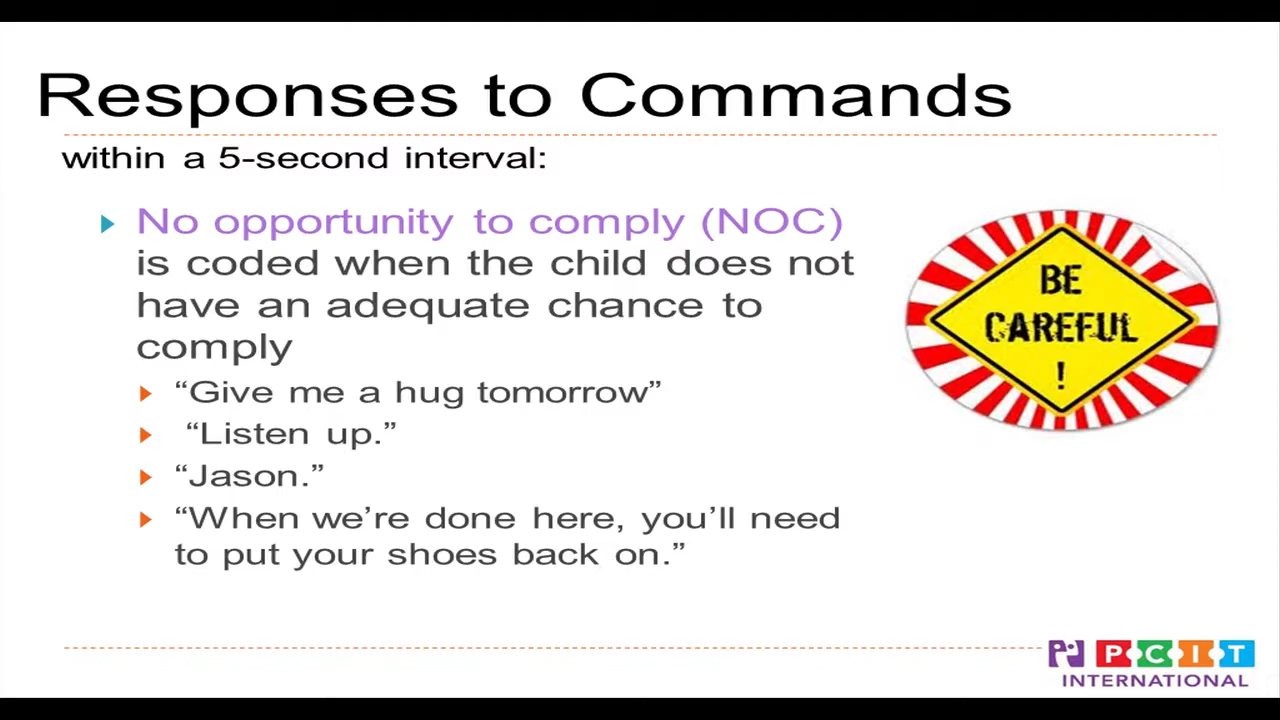 Responses to Commands
within a 5-second interval:
No opportunity to comply (NOC)
is coded when the child does not
have an adequate chance to
comply
“Give me a hug tomorrow”
“Listen up.”
“Jason.”
“When we’re done here, you’ll need
to put your shoes back on.”
BE
CAREFUL
!
PCIT
INTERNATIONAL